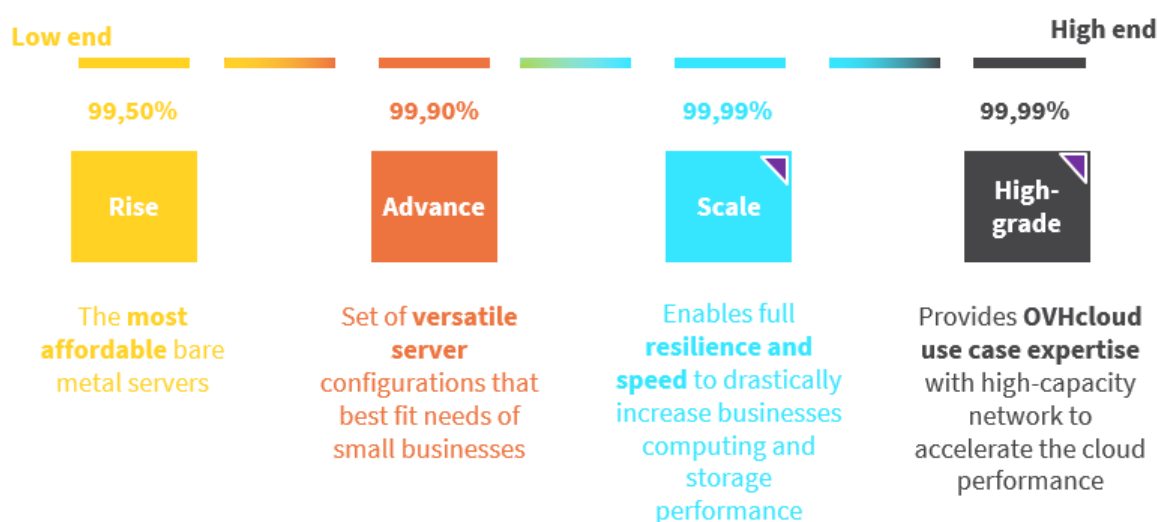 Low end
High end
99,50%
99,90%
99,99%
99,99%
Rise
Advance
Scale
High-
grade
The most
affordable bare
metal servers
Set of versatile
server
configurations that
best fit needs of
small businesses
Enables full
resilience and
speed to drastically
increase businesses
computing and
storage
performance
Provides OVHcloud
use case expertise
with high-capacity
network to
accelerate the cloud
performance